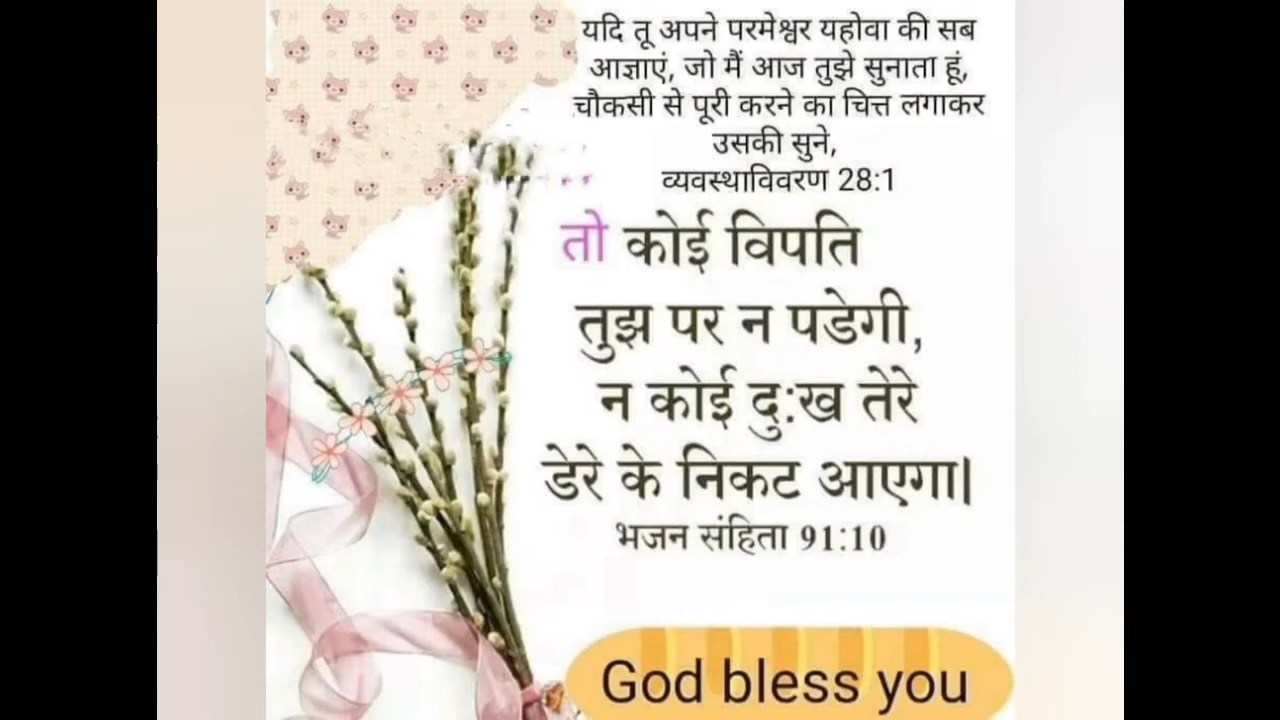 यदि तू अपने परमेश्वर यहोवा की सब
आज्ञाएं, जो मैं आज तुझे सुनाता हूं,
चौकसी से पूरी करने का चित्त लगाकर
उसकी सुने,
व्यवस्थाविवरण 28:1
तो कोई विपति
तुझ पर न पडेगी,
न कोई दु:ख तेरे
डेरे के निकट आएगा|
भजन संहिता 91:10
God bless you